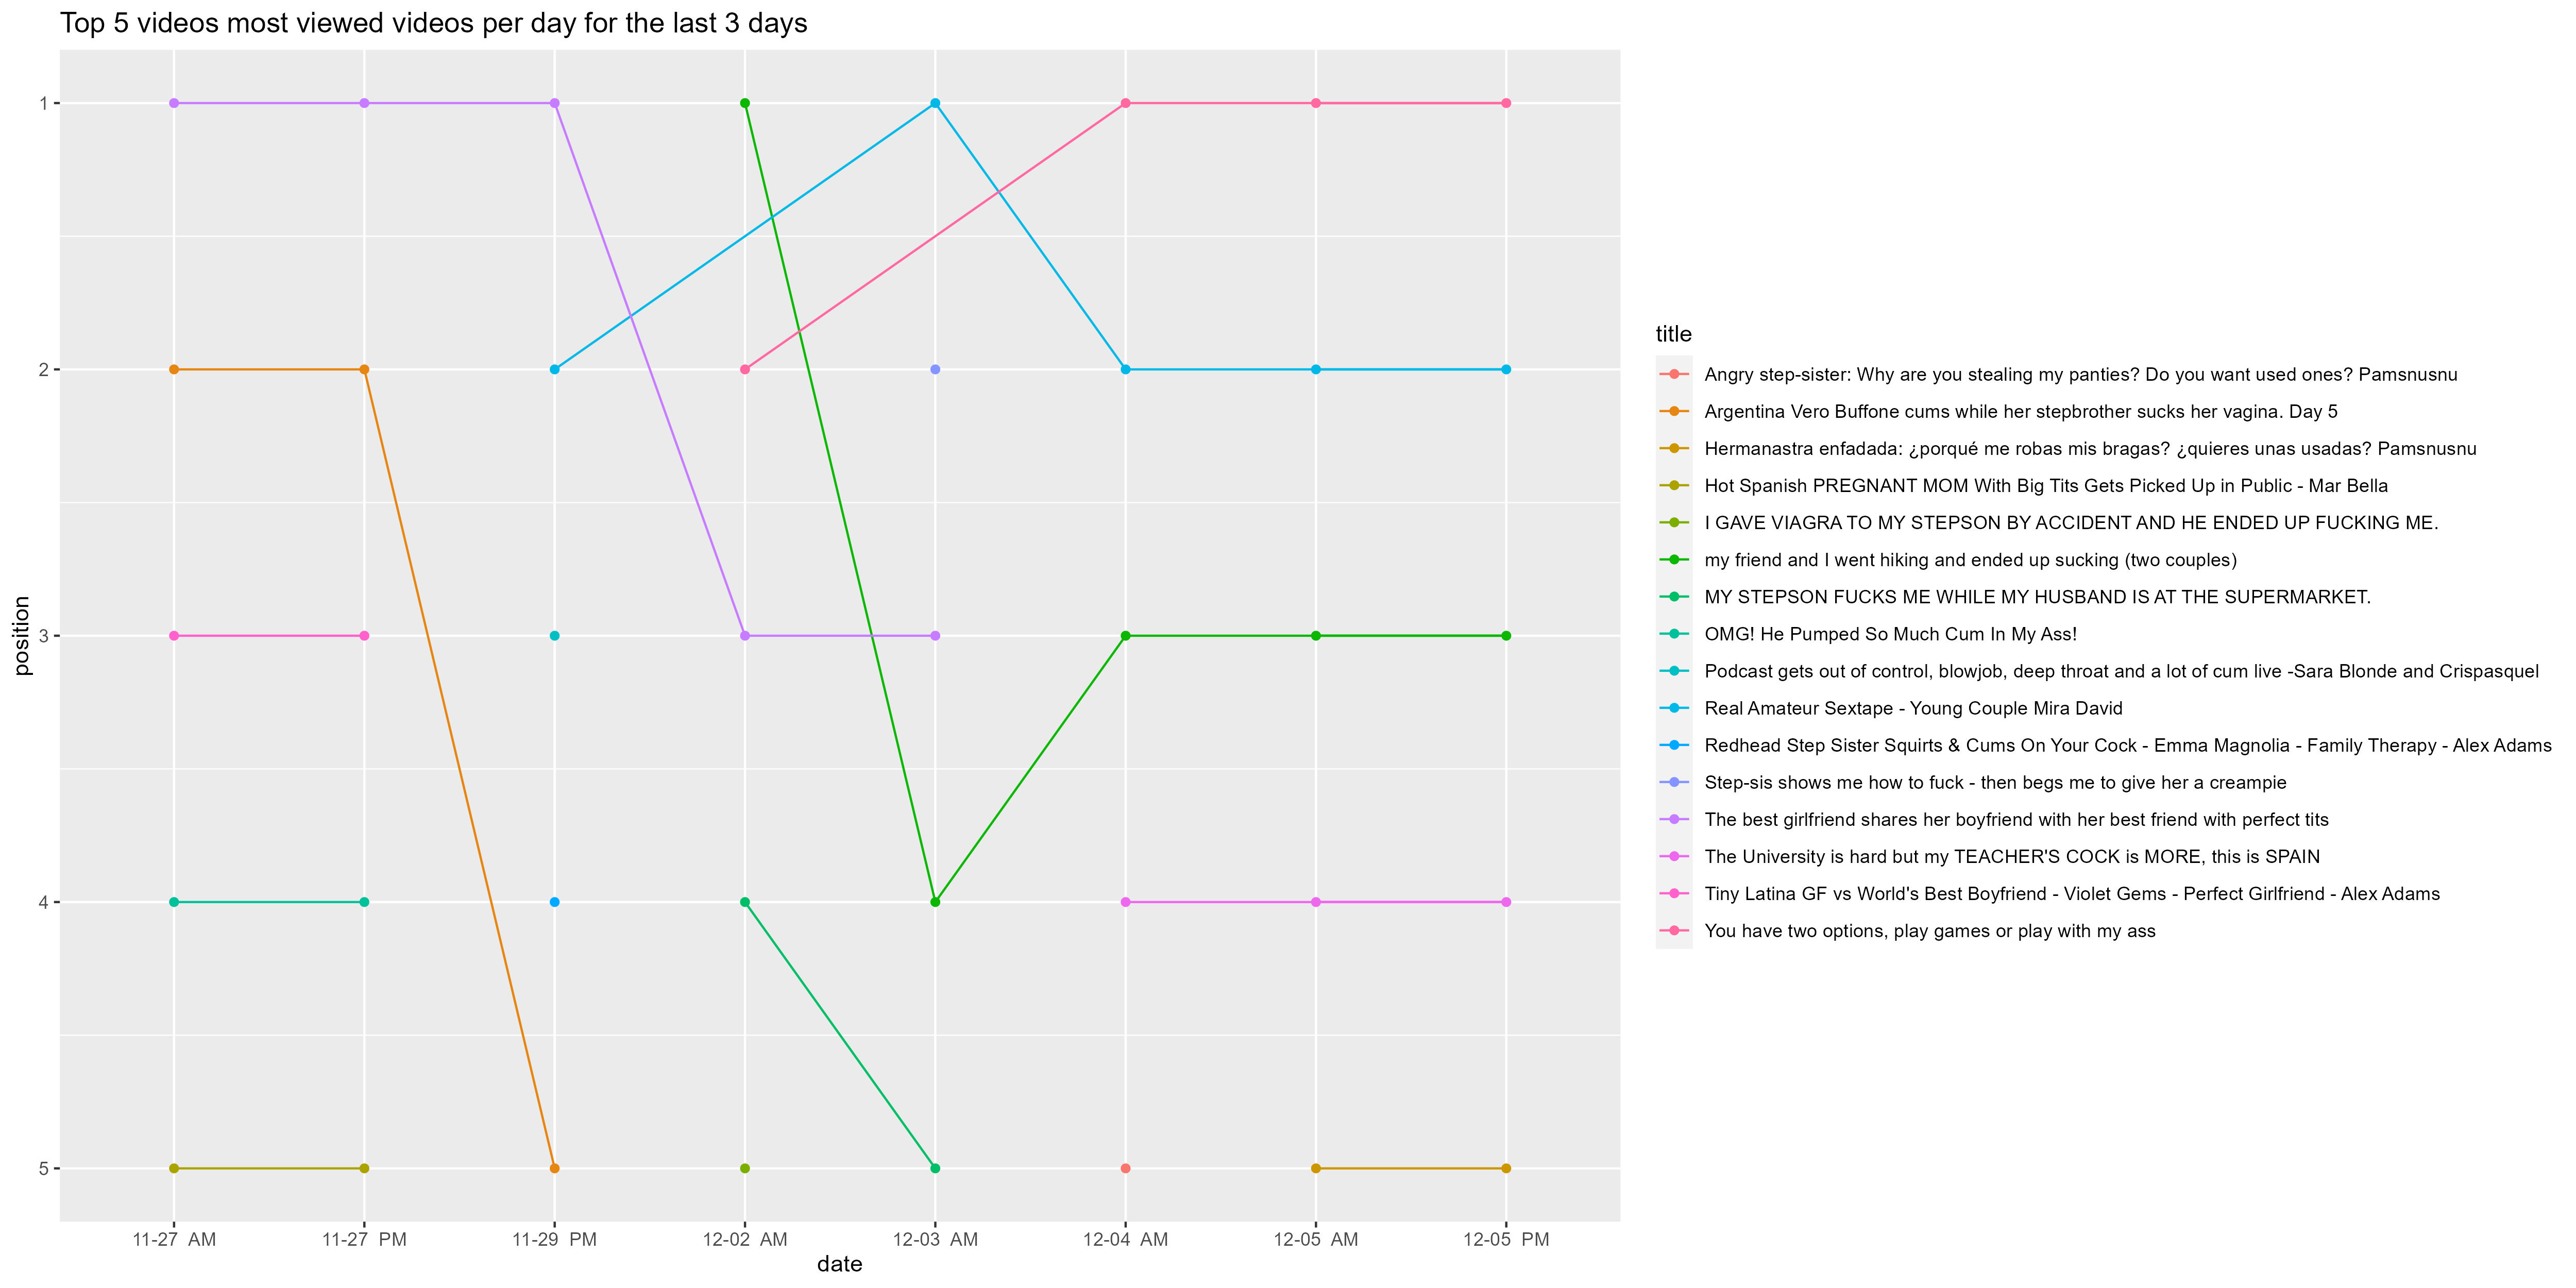 Top 5 videos most viewed videos per day for the last 3 days
position
1
2
3
4
5
11-27 AM
11-27 PM
11-29 PM
12-02 AM
12-03 AM
12-04 AM
12-05 AM
12-05 PM
date
title
Angry step-sister: Why are you stealing my panties? Do you want used ones? Pamsnusnu
Argentina Vero Buffone cums while her stepbrother sucks her vagina. Day 5
Hermanastra enfadada: ¿porqué me robas mis bragas? ¿quieres unas usadas? Pamsnusnu
Hot Spanish PREGNANT MOM With Big Tits Gets Picked Up in Public - Mar Bella
I GAVE VIAGRA TO MY STEPSON BY ACCIDENT AND HE ENDED UP FUCKING ME.
my friend and I went hiking and ended up sucking (two couples)
MY STEPSON FUCKS ME WHILE MY HUSBAND IS AT THE SUPERMARKET.
OMG! He Pumped So Much Cum In My Ass!
Podcast gets out of control, blowjob, deep throat and a lot of cum live -Sara Blonde and Crispasquel
Real Amateur Sextape - Young Couple Mira David
Redhead Step Sister Squirts & Cums On Your Cock - Emma Magnolia - Family Therapy - Alex Adams
Step-sis shows me how to fuck - then begs me to give her a creampie
The best girlfriend shares her boyfriend with her best friend with perfect tits
The University is hard but my TEACHER'S COCK is MORE, this is SPAIN
Tiny Latina GF vs World's Best Boyfriend - Violet Gems - Perfect Girlfriend - Alex Adams
You have two options, play games or play with my ass